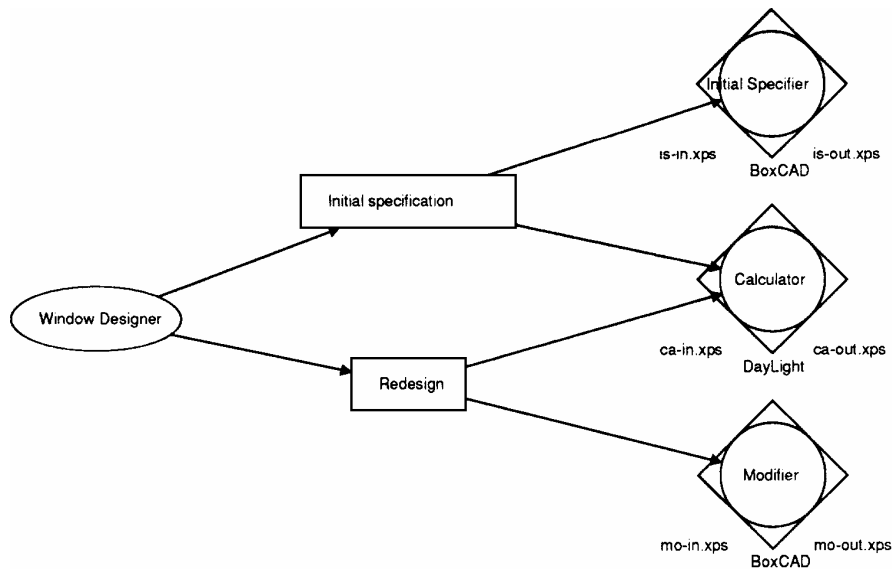 Initial Specifier
is-in.xps
is-out.xps
BoxCAD
Initial specification
Calculator
Window Designer
ca-in.xps
ca-out.xps
DayLight
Redesign
Modifier
mo-in.xps
mo-out.xps
BoxCAD